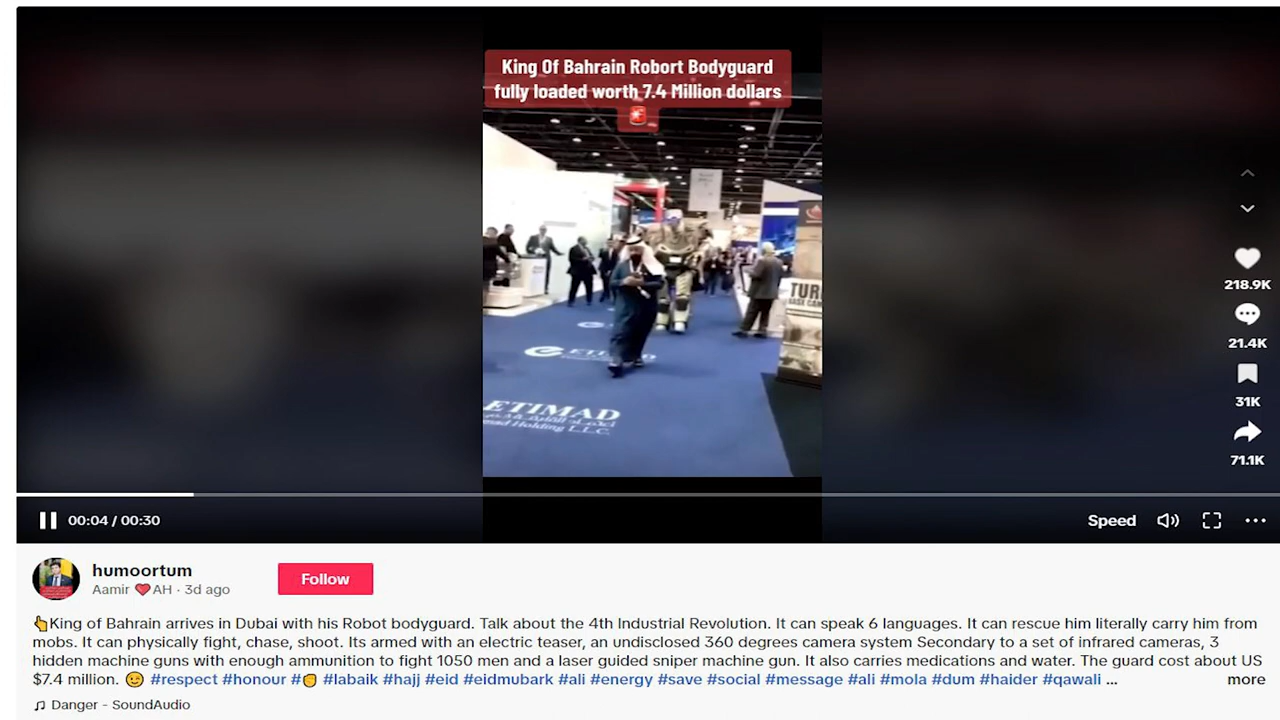 King Of Bahrain Robort Bodyguard
fully loaded worth 7.4 Million dollars
TUR
ETIMAD
L.L.C.
218.9K
21.4K
31K
71.1K
00:04 / 00:30
Speed
humoortum
Aamir ❤️AH · 3d ago
Follow
👆King of Bahrain arrives in Dubai with his Robot bodyguard. Talk about the 4th Industrial Revolution. It can speak 6 languages. It can rescue him literally carry him from
mobs. It can physically fight, chase, shoot. Its armed with an electric teaser, an undisclosed 360 degrees camera system Secondary to a set of infrared cameras, 3
hidden machine guns with enough ammunition to fight 1050 men and a laser guided sniper machine gun. It also carries medications and water. The guard cost about US
$7.4 million. 😉 #respect #honour #✊ #labaik #hajj #eid #eidmubark #ali #energy #save #social #message #ali #mola #dum #haider #qawali ... more
♫ Danger - SoundAudio